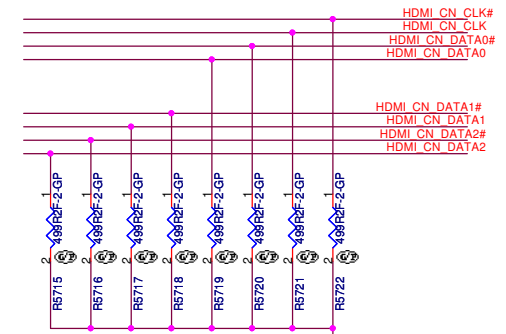 HDMI_CN_CLK#
HDMI_CN_CLK
HDMI_CN_DATA0#
HDMI_CN_DATA0
HDMI_CN_DATA1#
HDMI_CN_DATA1
HDMI_CN_DATA2#
HDMI_CN_DATA2
1 499R2F-2-GP 2 R5715
1 499R2F-2-GP 2 R5716
1 499R2F-2-GP 2 R5717
1 499R2F-2-GP 2 R5718
1 499R2F-2-GP 2 R5719
1 499R2F-2-GP 2 R5720
1 499R2F-2-GP 2 R5721
1 499R2F-2-GP 2 R5722